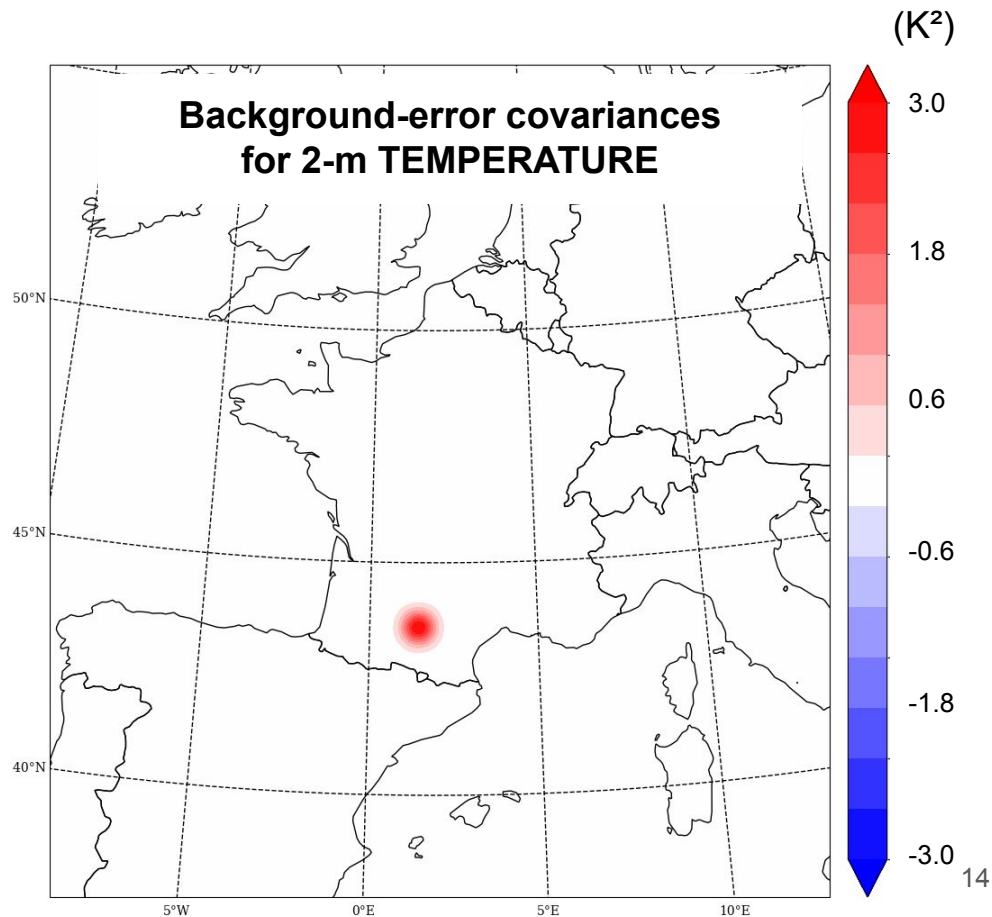 (K²)
Background-error covariances
for 2-m TEMPERATURE
3.0
1.8
0.6
-0.6
-1.8
-3.0
50°N
45°N
40°N
5°W
0°E
5°E
10°E
14